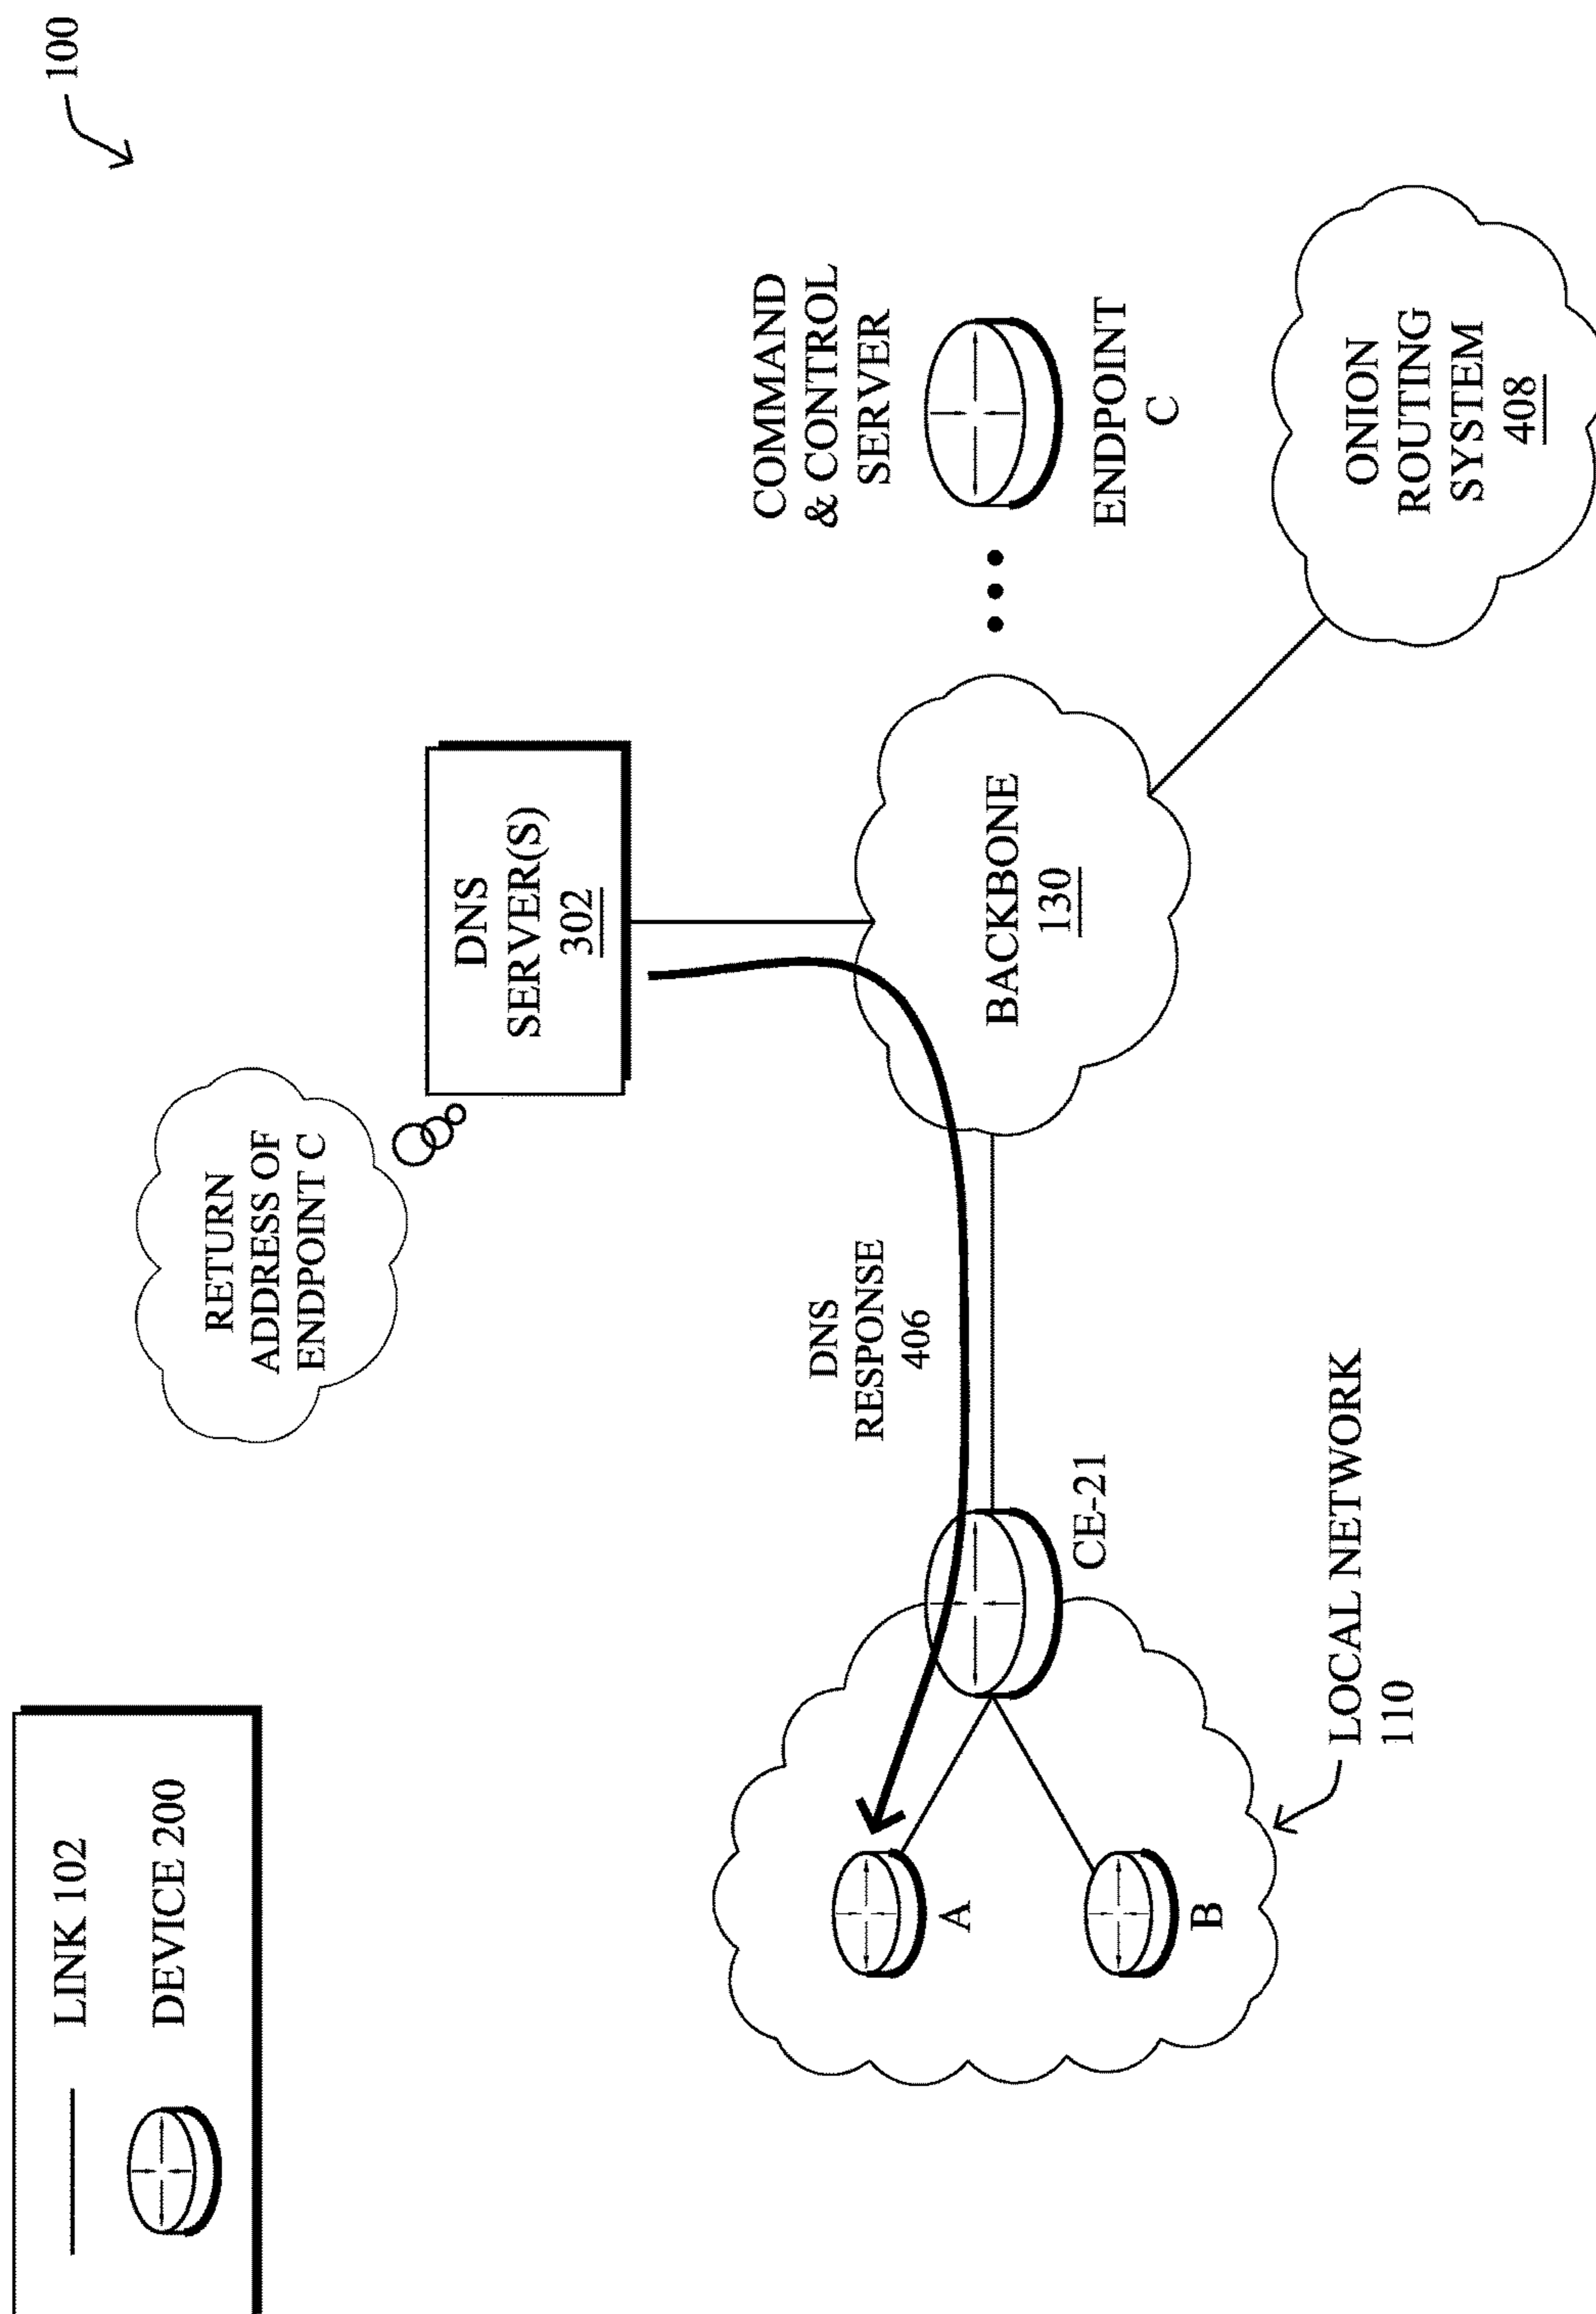 100
LINK 102
DEVICE 200
RETURN
ADDRESS OF
ENDPOINT C
DNS
SERVER(S)
302
COMMAND
& CONTROL
SERVER
ENDPOINT
C
DNS
RESPONSE
406
BACKBONE
130
CE-21
A
B
LOCAL NETWORK
110
ONION
ROUTING
SYSTEM
408